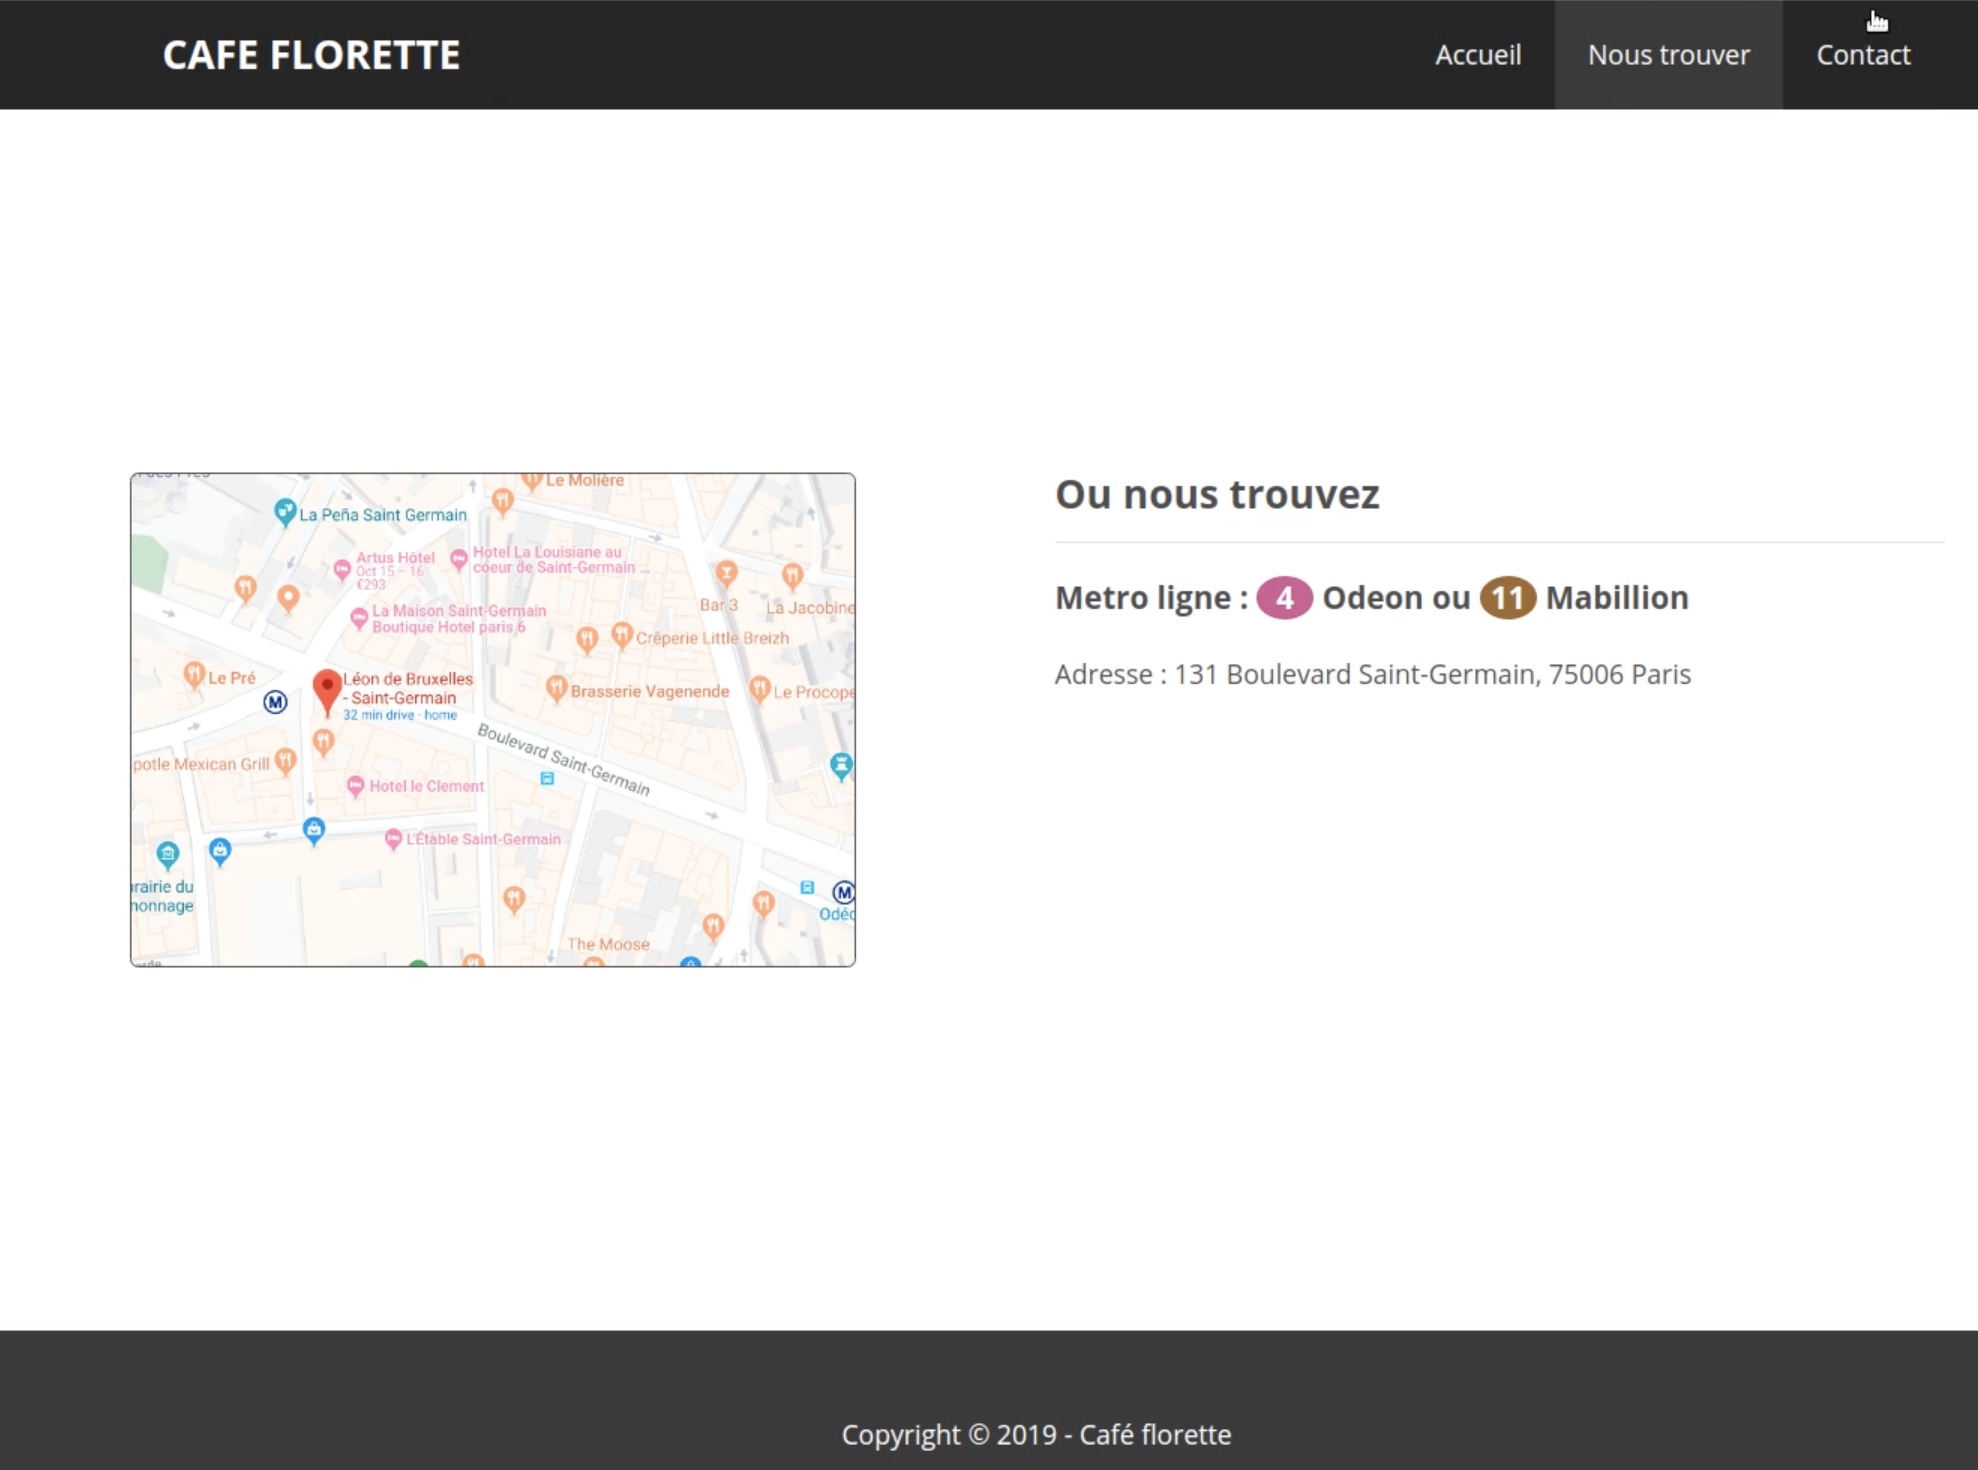 CAFE FLORETTE
Accueil
Nous trouver
Contact
Le Molière
La Peña Saint Germain
Artus Hôtel
Oct 15 – 16
€293
Hotel La Louisiane au
coeur de Saint-Germain ...
La Maison Saint-Germain
Boutique Hotel paris 6
Bar 3
La Jacobine
Crêperie Little Breizh
Le Pré
M
Léon de Bruxelles
- Saint-Germain
32 min drive - home
Brasserie Vagenende
Le Procope
Boulevard Saint-Germain
potle Mexican Grill
Hotel le Clement
L'Étable Saint-Germain
rairie du
onnage
M
Odéo
The Moose
Ou nous trouvez
Metro ligne : 4 Odeon ou 11 Mabillion
Adresse : 131 Boulevard Saint-Germain, 75006 Paris
Copyright © 2019 - Café florette